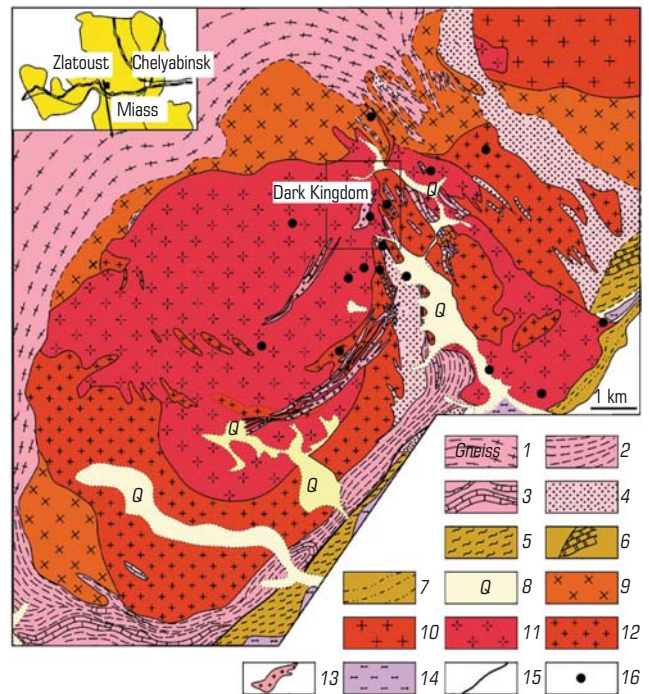 Zlatoust
Chelyabinsk
Miass
Dark Kingdom
Q
Q
Q
Q
Q
1 km
Gneiss 1
2
3
4
5
6
7
Q 8
9
10
11
12
13
14
15
16